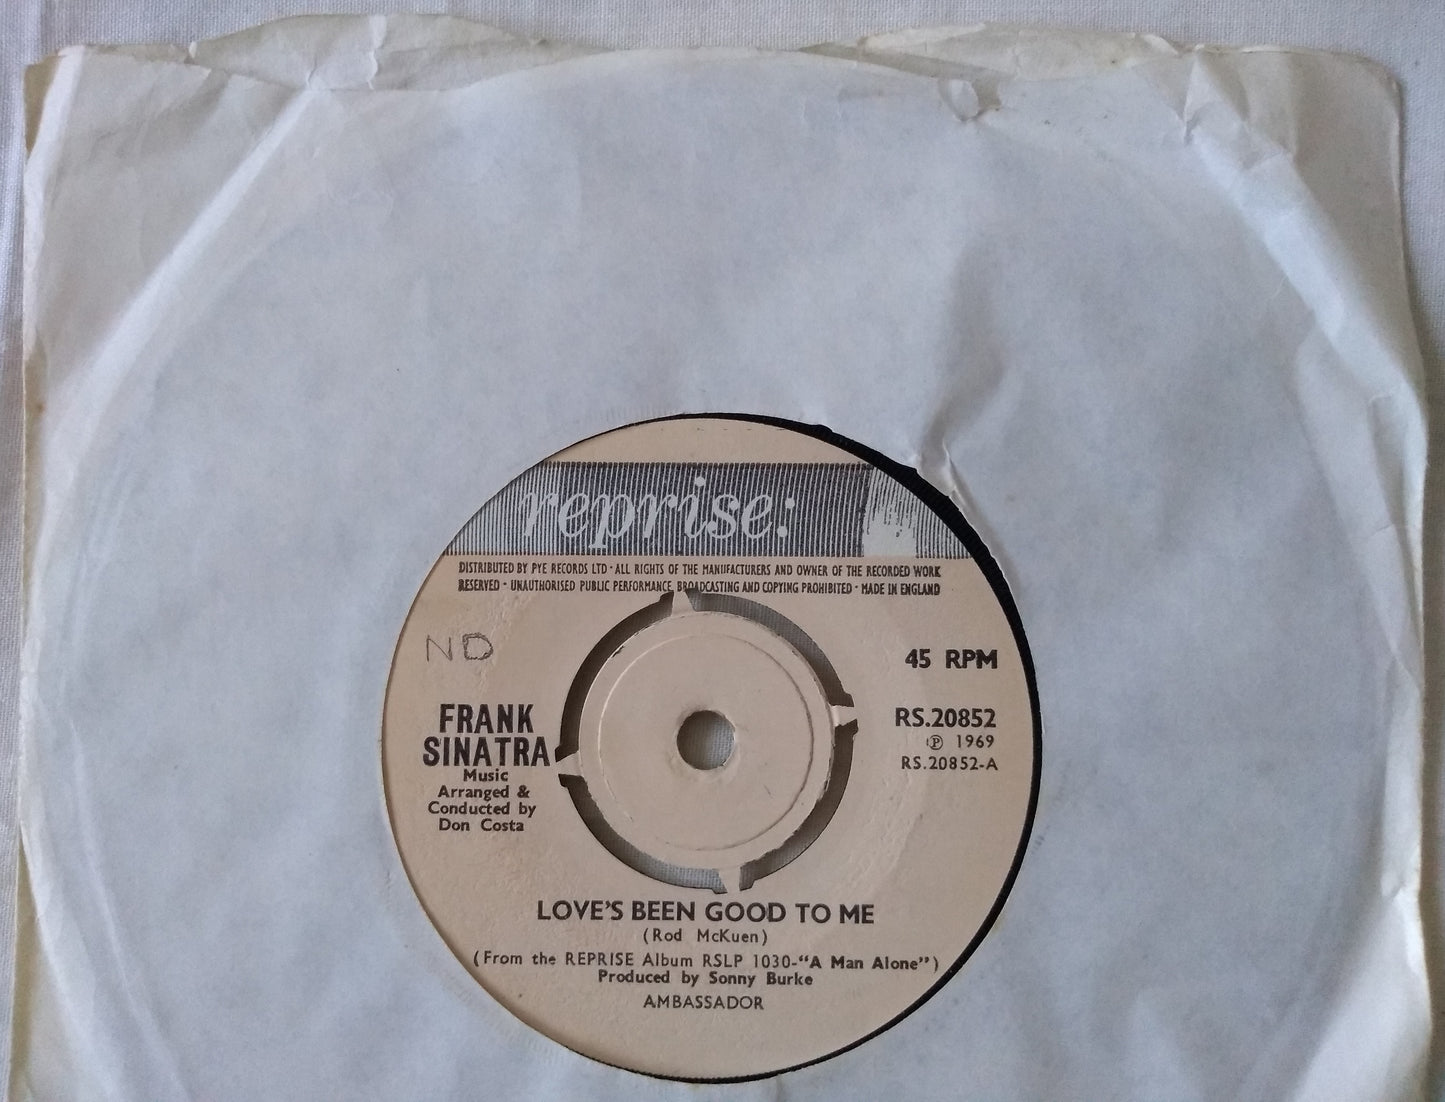 reprise:
DISTRIBUTED BY PYE RECORDS LTD · ALL RIGHTS OF THE MANUFACTURERS AND OWNER OF THE RECORDED WORK
RESERVED · UNAUTHORISED PUBLIC PERFORMANCE, BROADCASTING AND COPYING PROHIBITED · MADE IN ENGLAND
ND
45 RPM
FRANK
SINATRA
Music
Arranged &
Conducted by
Don Costa
RS.20852
℗ 1969
RS.20852-A
LOVE'S BEEN GOOD TO ME
(Rod McKuen)
(From the REPRISE Album RSLP 1030-"A Man Alone")
Produced by Sonny Burke
AMBASSADOR